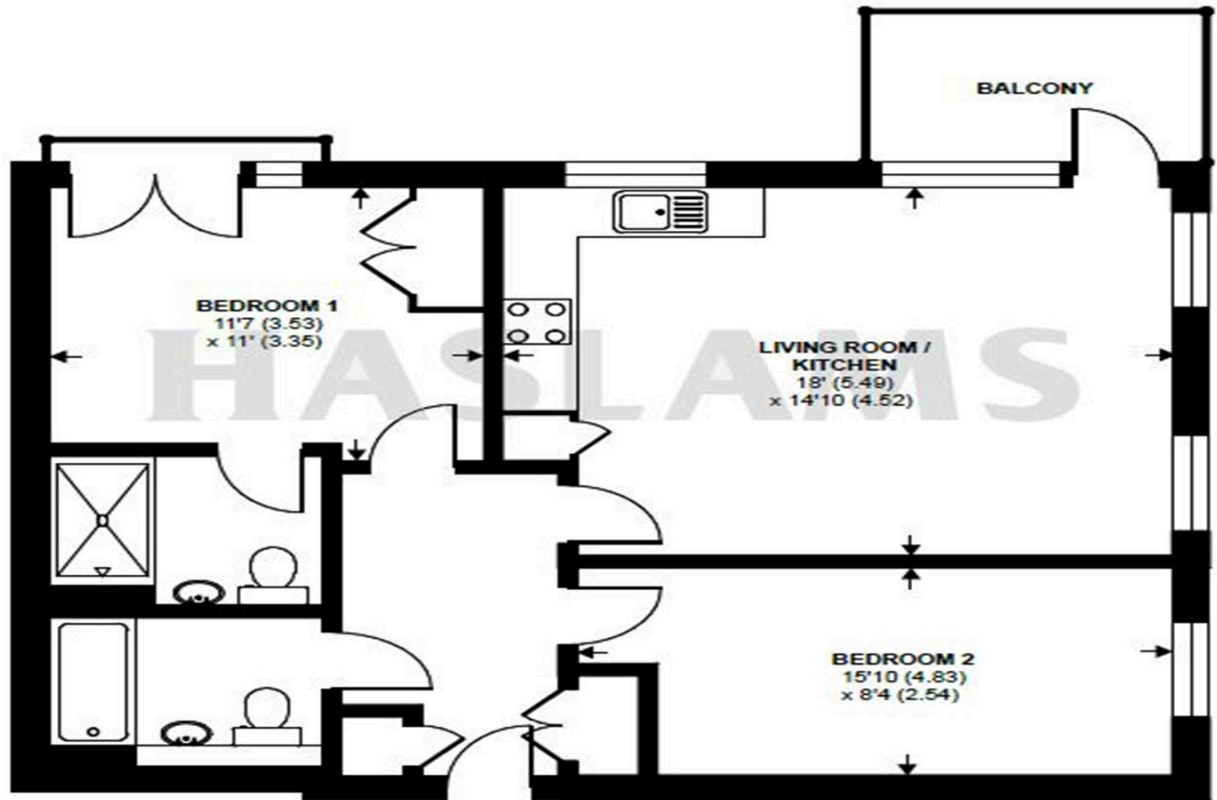 BALCONY
BEDROOM 1
11'7 (3.53)
x 11' (3.35)
HASLAMS
LIVING ROOM /
KITCHEN
18' (5.49)
x 14'10 (4.52)
BEDROOM 2
15'10 (4.83)
x 8'4 (2.54)